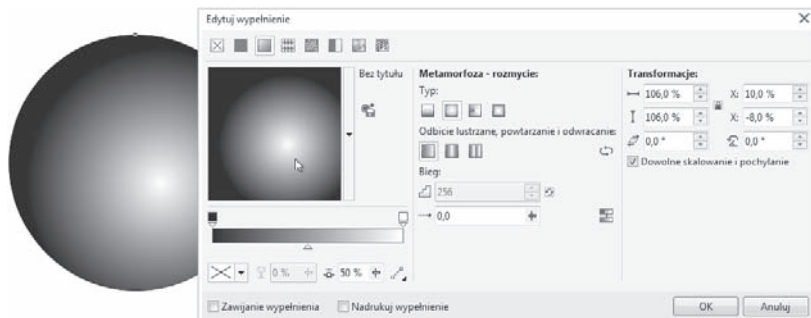 Edytuj wypełnienie
Bez tytułu
Metamorfoza - rozmycie:
Typ:
Odbicie lustrzane, powtarzanie i odwracanie:
Bieg:
256
0,0
Transformacje:
106,0 % X: 10,0 %
106,0 % X: -8,0 %
0,0 ° 0,0 °
Dowolne skalowanie i pochylanie
0 % 50 %
Zawijanie wypełnienia Nadrukuj wypełnienie OK Anuluj